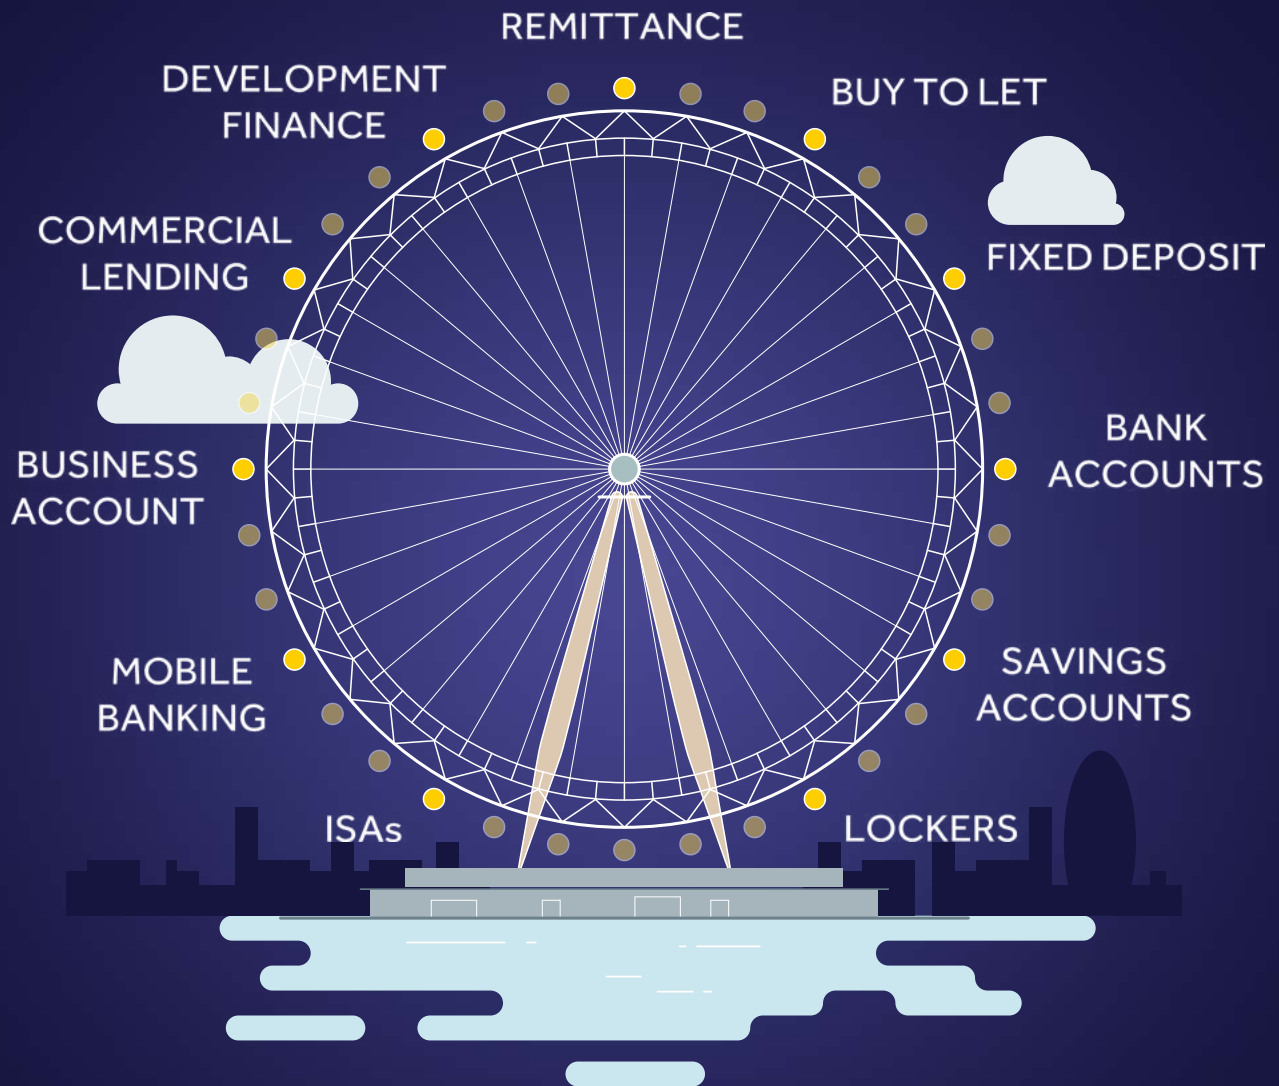 REMITTANCE
DEVELOPMENT
FINANCE
BUY TO LET
COMMERCIAL
LENDING
FIXED DEPOSIT
BUSINESS
ACCOUNT
BANK
ACCOUNTS
MOBILE
BANKING
SAVINGS
ACCOUNTS
ISAs
LOCKERS